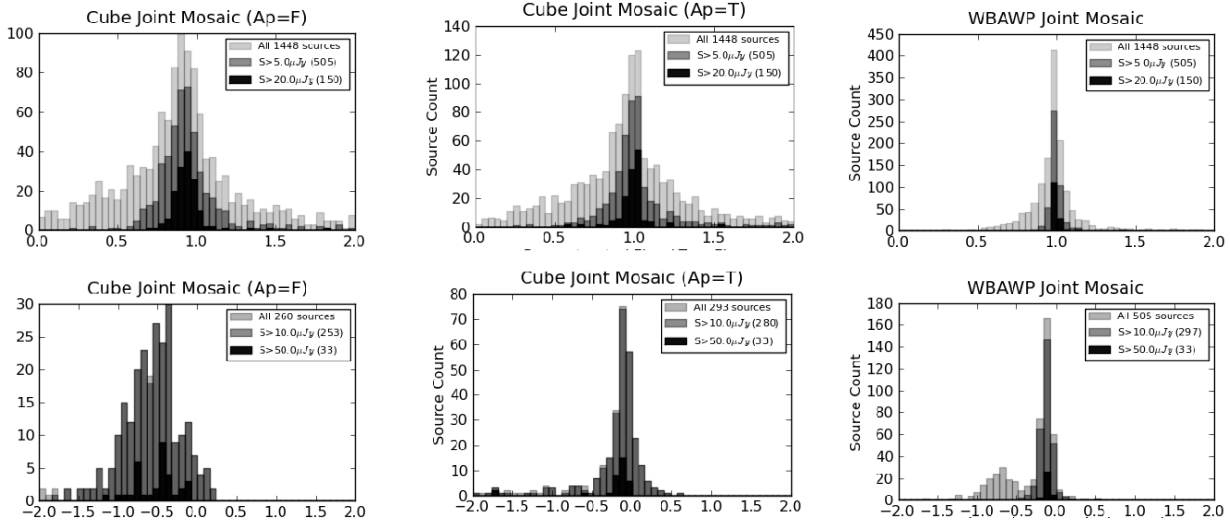 Cube Joint Mosaic (Ap=F)
100
80
60
40
20
0
All 1448 sources
S>5.0μJy (505)
S>20.0μJy (150)
0.0 0.5 1.0 1.5 2.0
Cube Joint Mosaic (Ap=T)
Source Count
140
120
100
80
60
40
20
0
All 1448 sources
S>5.0μJy (505)
S>20.0μJy (150)
0.0 0.5 1.0 1.5 2.0
WBAWP Joint Mosaic
Source Count
450
400
350
300
250
200
150
100
50
0
All 1448 sources
S>5.0μJy (505)
S>20.0μJy (150)
0.0 0.5 1.0 1.5 2.0
Cube Joint Mosaic (Ap=F)
30
25
20
15
10
5
0
All 260 sources
S>10.0μJy (253)
S>50.0μJy (33)
−2.0 −1.5 −1.0 −0.5 0.0 0.5 1.0 1.5 2.0
Cube Joint Mosaic (Ap=T)
Source Count
80
70
60
50
40
30
20
10
0
All 293 sources
S>10.0μJy (280)
S>50.0μJy (33)
−2.0 −1.5 −1.0 −0.5 0.0 0.5 1.0 1.5 2.0
WBAWP Joint Mosaic
Source Count
180
160
140
120
100
80
60
40
20
0
All 505 sources
S>10.0μJy (297)
S>50.0μJy (33)
−2.0 −1.5 −1.0 −0.5 0.0 0.5 1.0 1.5 2.0